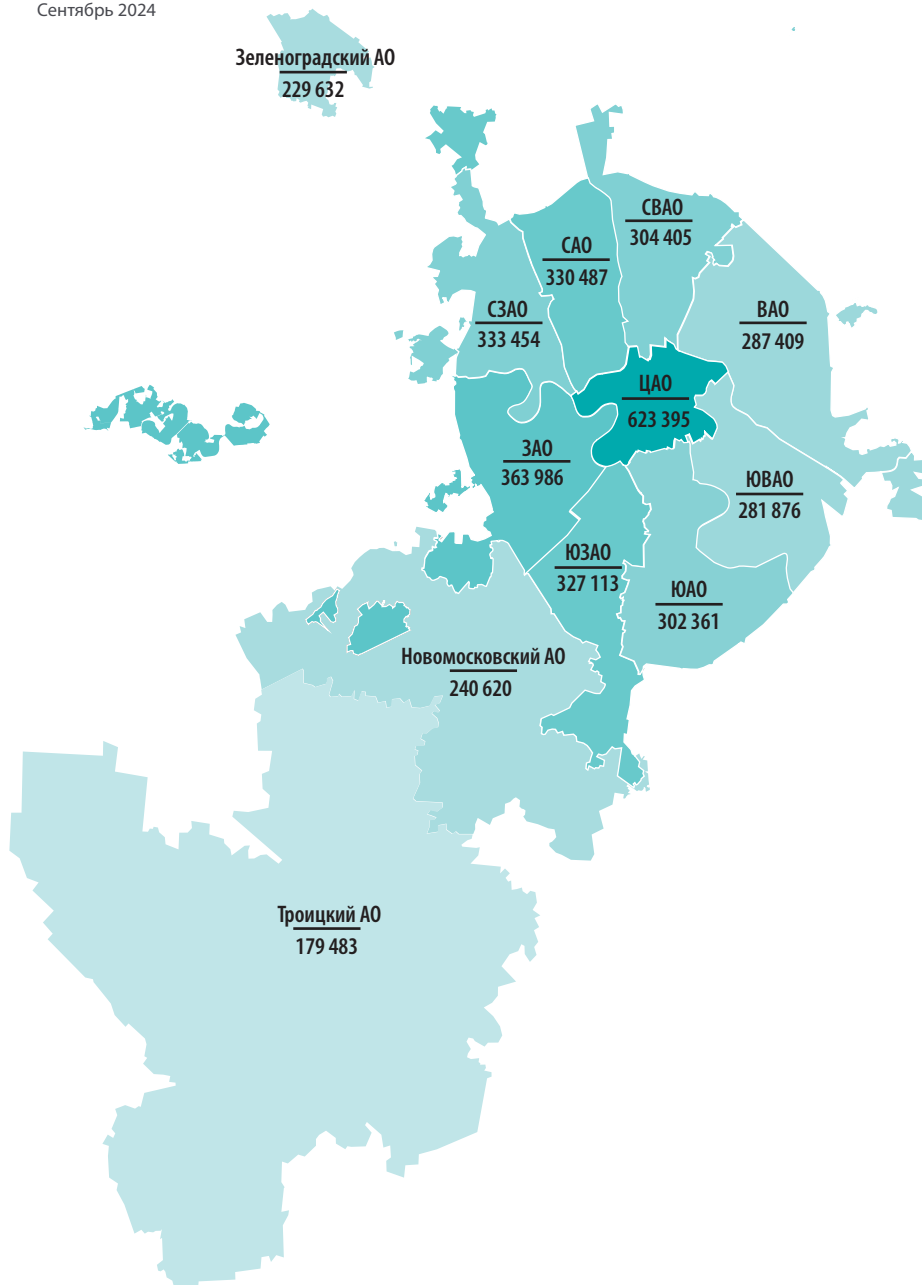 Сентябрь 2024
Зеленоградский АО
229 632
СВАО
304 405
САО
330 487
СЗАО
333 454
ВАО
287 409
ЦАО
623 395
ЗАО
363 986
ЮВАО
281 876
ЮЗАО
327 113
ЮАО
302 361
Новомосковский АО
240 620
Троицкий АО
179 483